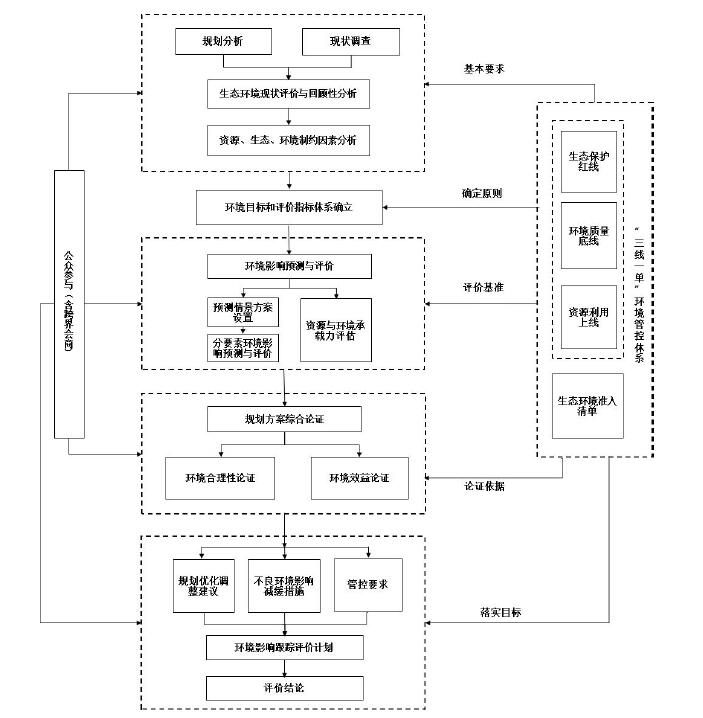 规划分析
现状调查
基本要求
生态环境现状评价与回顾性分析
资源、生态、环境制约因素分析
生态保护
红线
环境目标和评价指标体系确立
确定原则
环境质量
底线
公众参与（含跨界会商）
“三线一单”环境管控体系
环境影响预测与评价
评价基准
预测情景方案
设置
资源与环境承
载力评估
资源利用
上线
分要素环境影
响预测与评价
生态环境准入
清单
规划方案综合论证
环境合理性论证
环境效益论证
论证依据
规划优化调
整建议
不良环境影响
减缓措施
管控要求
落实目标
环境影响跟踪评价计划
评价结论